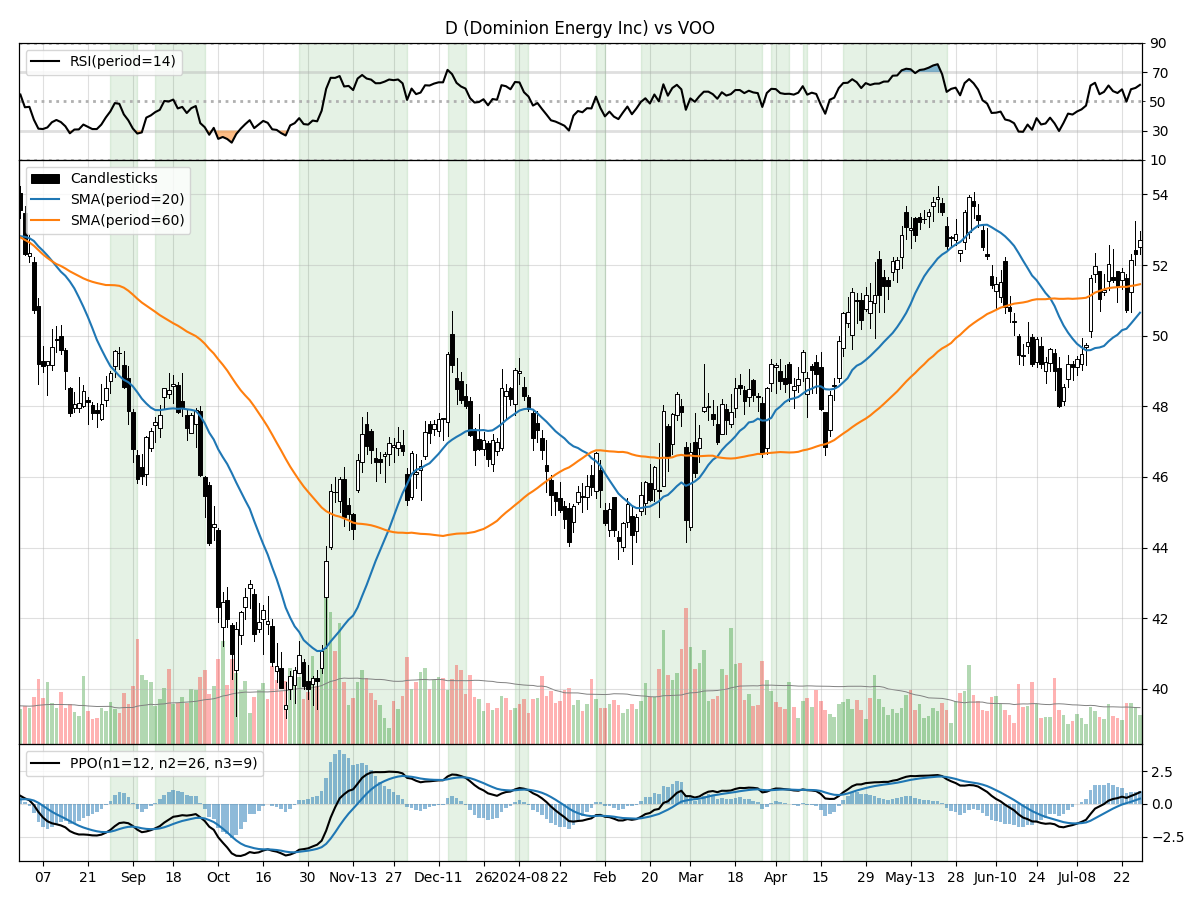 D (Dominion Energy Inc) vs VOO
RSI(period=14)
90
70
50
30
10
Candlesticks
SMA(period=20)
SMA(period=60)
54
52
50
48
46
44
42
40
PPO(n1=12, n2=26, n3=9)
2.5
0.0
−2.5
07 21 Sep 18 Oct 16 30 Nov-13 27 Dec-11 26 2024-08 22 Feb 20 Mar 18 Apr 15 29 May-13 28 Jun-10 24 Jul-08 22